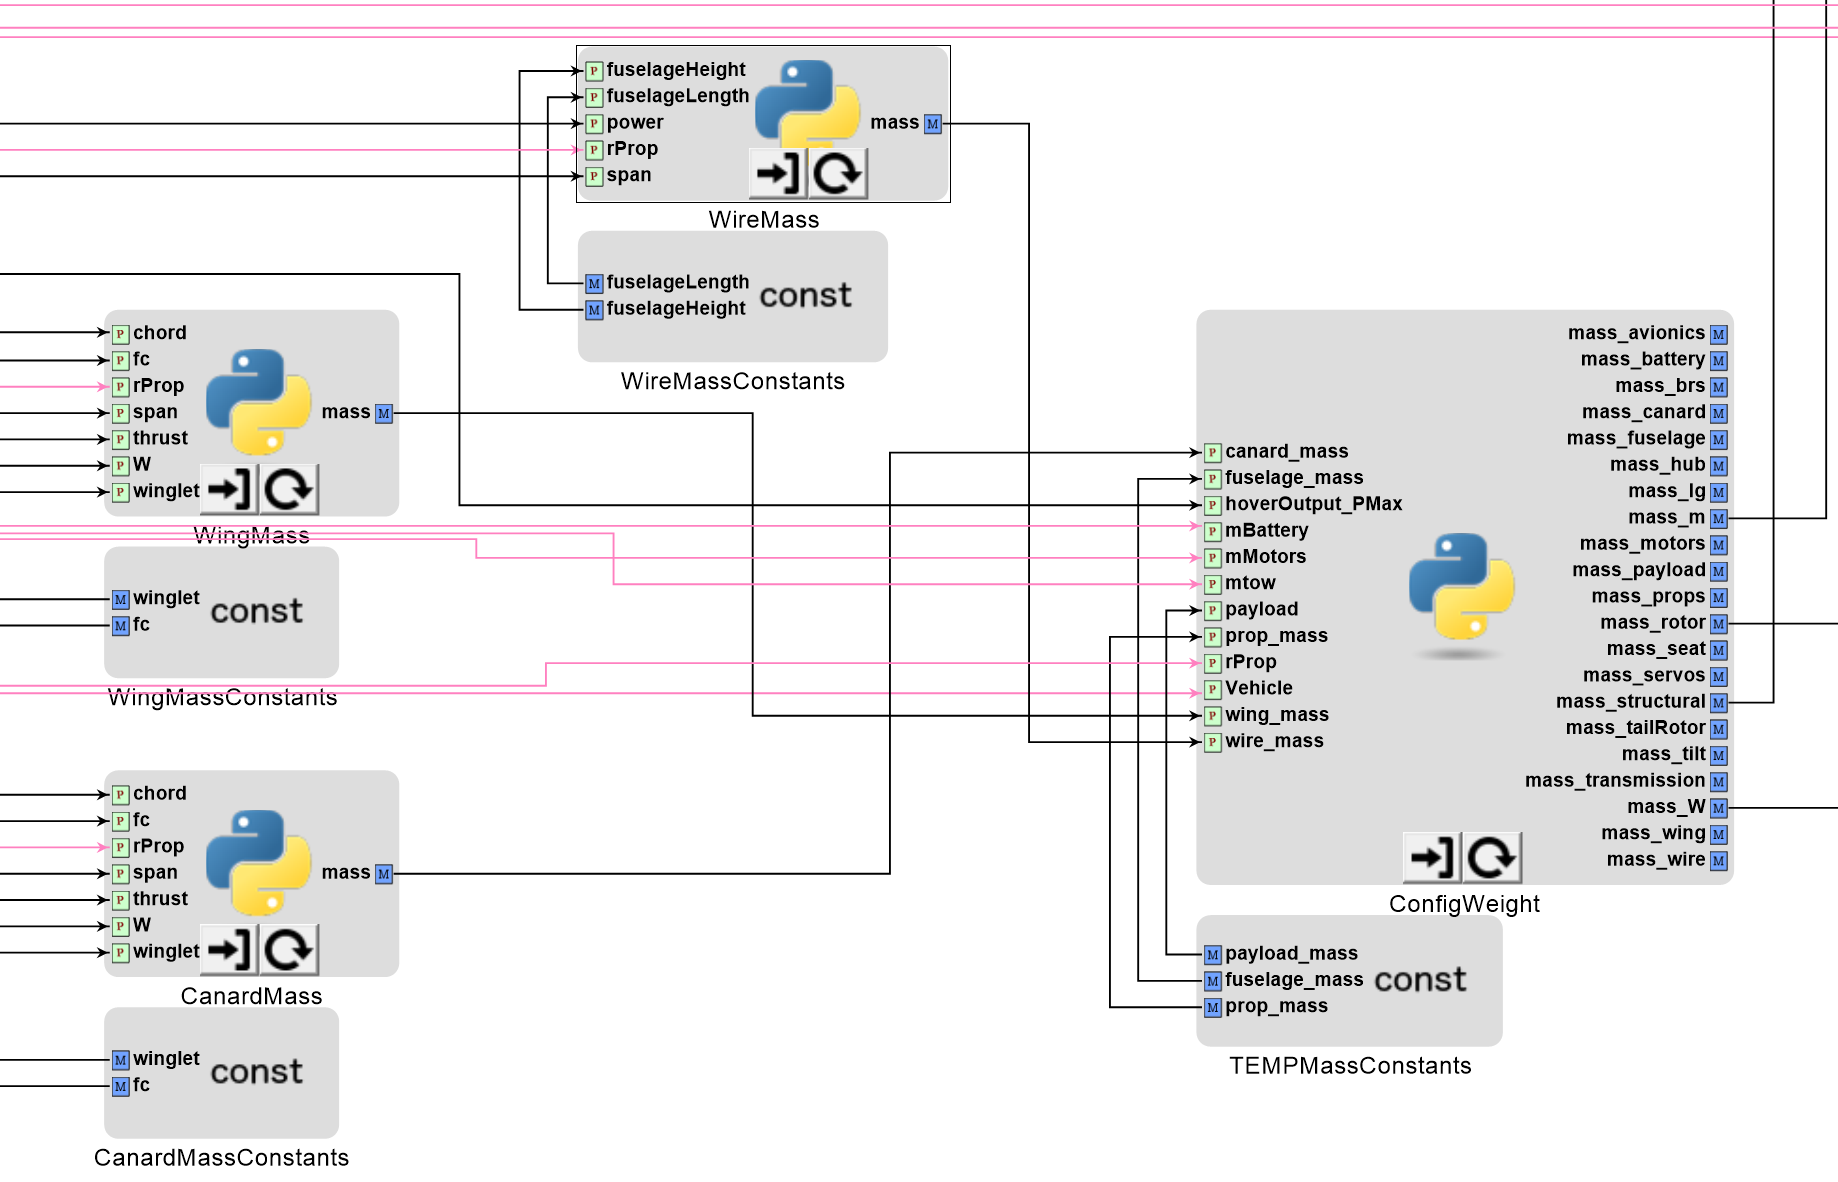 P fuselageHeight
P fuselageLength
P power
P rProp
P span
mass M
WireMass
M fuselageLength
M fuselageHeight
const
WireMassConstants
P chord
P fc
P rProp
P span
P thrust
P W
P winglet
mass M
WingMass
M winglet
M fc
const
WingMassConstants
P chord
P fc
P rProp
P span
P thrust
P W
P winglet
mass M
CanardMass
M winglet
M fc
const
CanardMassConstants
P canard_mass
P fuselage_mass
P hoverOutput_PMax
P mBattery
P mMotors
P mtow
P payload
P prop_mass
P rProp
P Vehicle
P wing_mass
P wire_mass
mass_avionics M
mass_battery M
mass_brs M
mass_canard M
mass_fuselage M
mass_hub M
mass_lg M
mass_m M
mass_motors M
mass_payload M
mass_props M
mass_rotor M
mass_seat M
mass_servos M
mass_structural M
mass_tailRotor M
mass_tilt M
mass_transmission M
mass_W M
mass_wing M
mass_wire M
ConfigWeight
M payload_mass
M fuselage_mass
M prop_mass
const
TEMPMassConstants